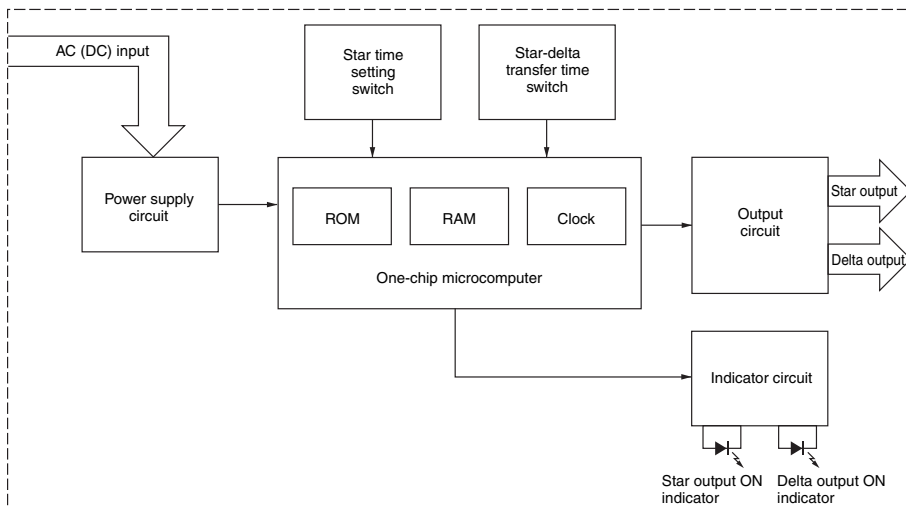 AC (DC) input
Star time
setting
switch
Star-delta
transfer time
switch
Power supply
circuit
ROM
RAM
Clock
One-chip microcomputer
Output
circuit
Star output
Delta output
Indicator circuit
Star output ON
indicator
Delta output ON
indicator